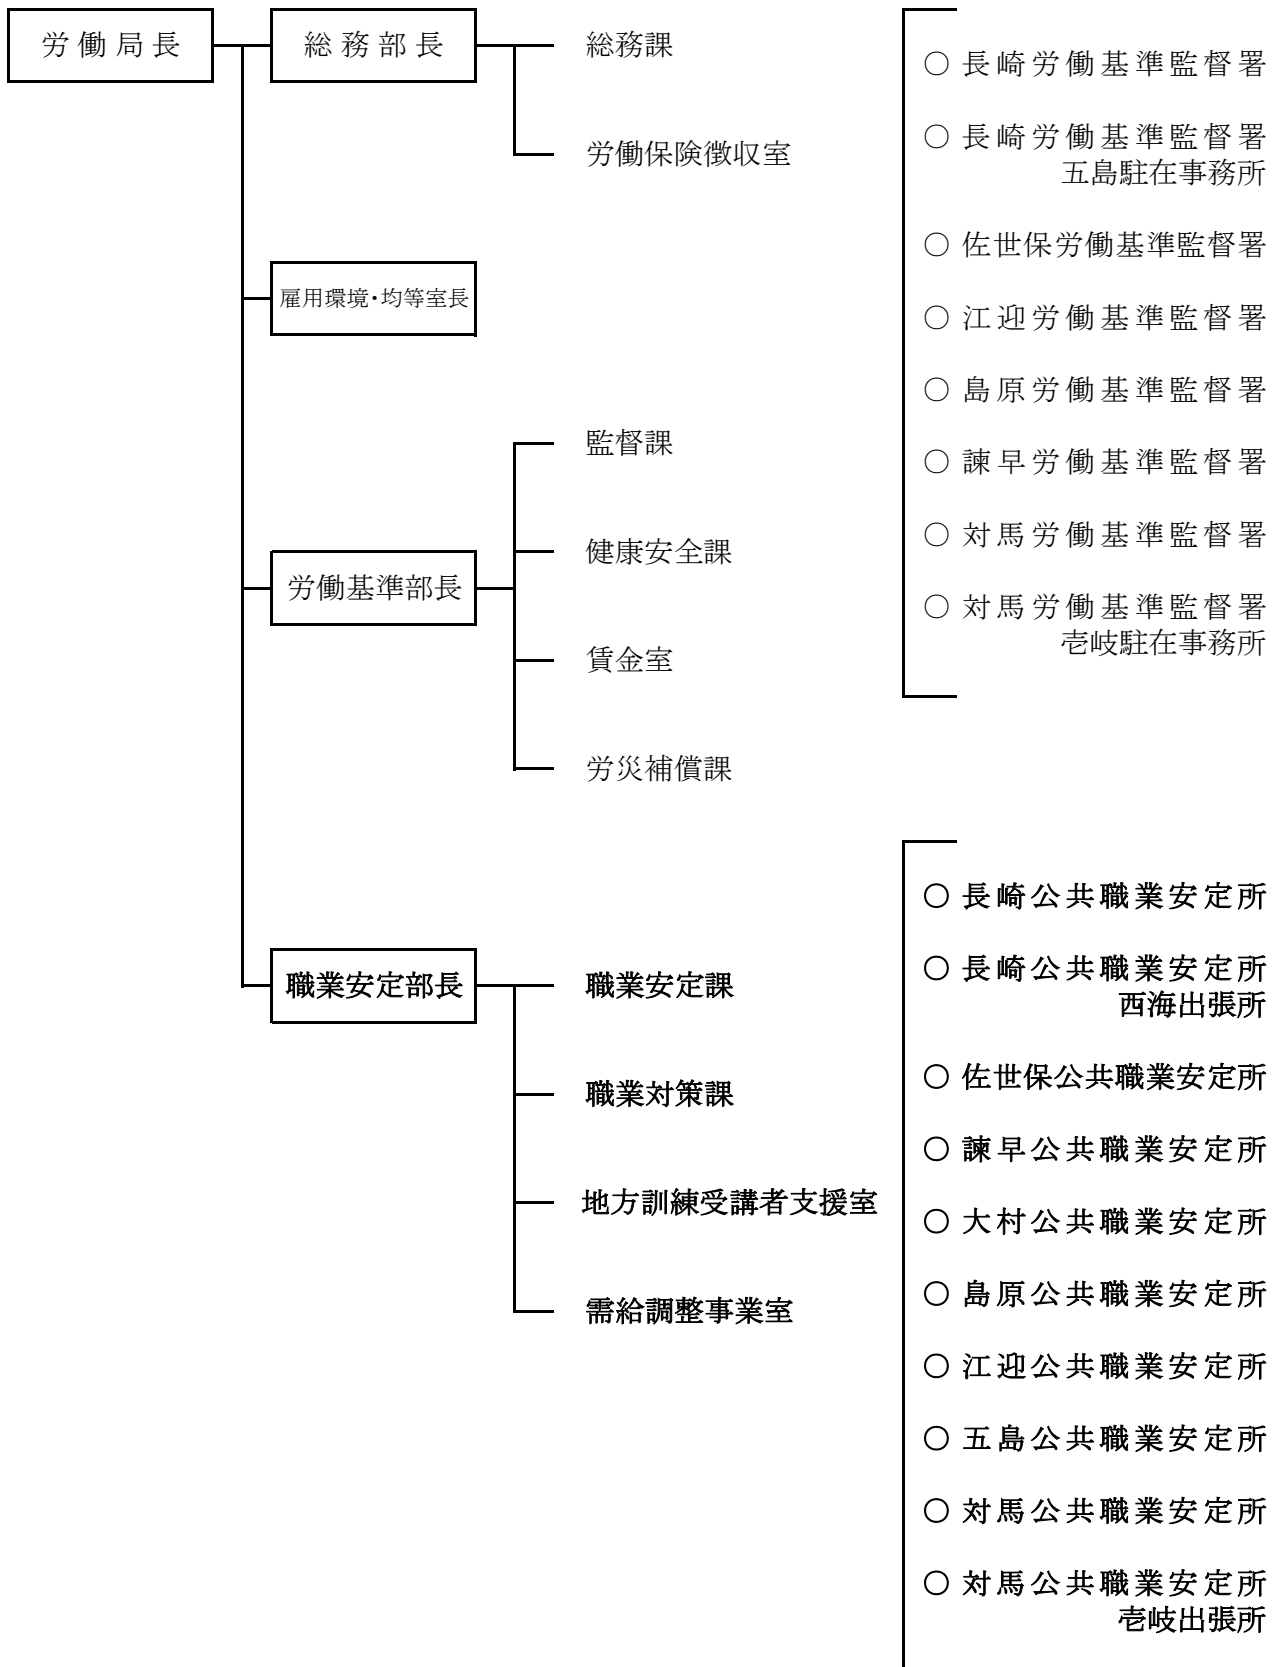 労働局長
総務部長
総務課
労働保険徴収室
雇用環境・均等室長
労働基準部長
監督課
健康安全課
賃金室
労災補償課
職業安定部長
職業安定課
職業対策課
地方訓練受講者支援室
需給調整事業室
○ 長崎労働基準監督署
○ 長崎労働基準監督署
五島駐在事務所
○ 佐世保労働基準監督署
○ 江迎労働基準監督署
○ 島原労働基準監督署
○ 諫早労働基準監督署
○ 対馬労働基準監督署
○ 対馬労働基準監督署
壱岐駐在事務所
○ 長崎公共職業安定所
○ 長崎公共職業安定所
西海出張所
○ 佐世保公共職業安定所
○ 諫早公共職業安定所
○ 大村公共職業安定所
○ 島原公共職業安定所
○ 江迎公共職業安定所
○ 五島公共職業安定所
○ 対馬公共職業安定所
○ 対馬公共職業安定所
壱岐出張所